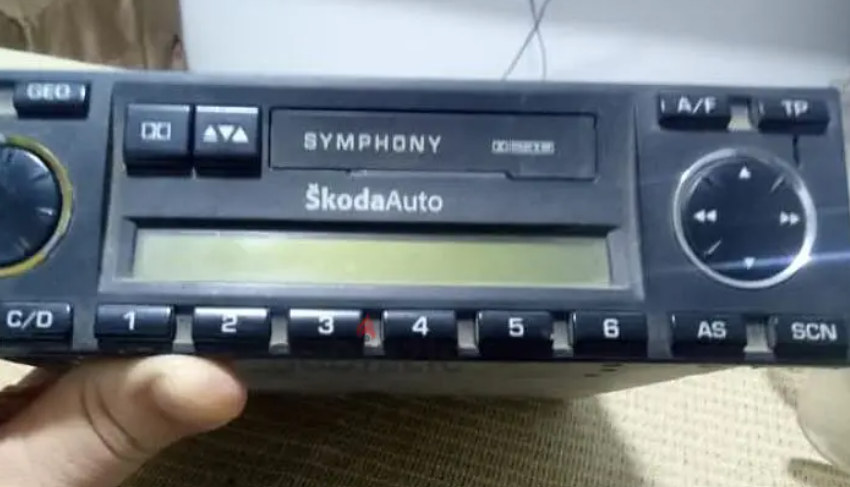 GEO
A/F
TP
SYMPHONY
ŠkodaAuto
C/D
1
2
3
4
5
6
AS
SCN